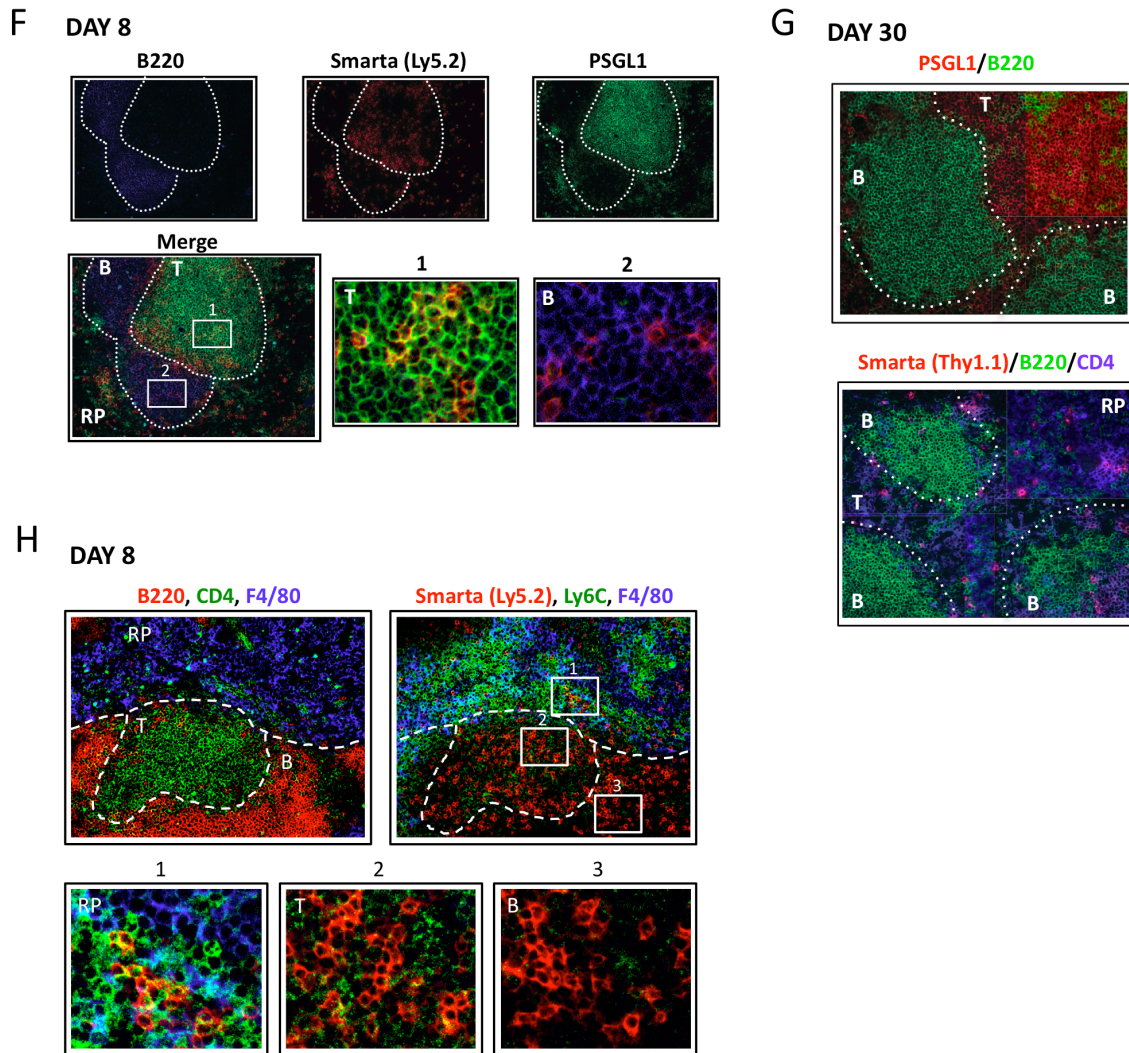 F
DAY 8
B220
Smarta (Ly5.2)
PSGL1
Merge
B
T
1
2
RP
1
T
2
B
G
DAY 30
PSGL1/B220
T
B
B
Smarta (Thy1.1)/B220/CD4
B
RP
T
B
B
H
DAY 8
B220, CD4, F4/80
RP
T
B
Smarta (Ly5.2), Ly6C, F4/80
1
2
3
1
RP
2
T
3
B